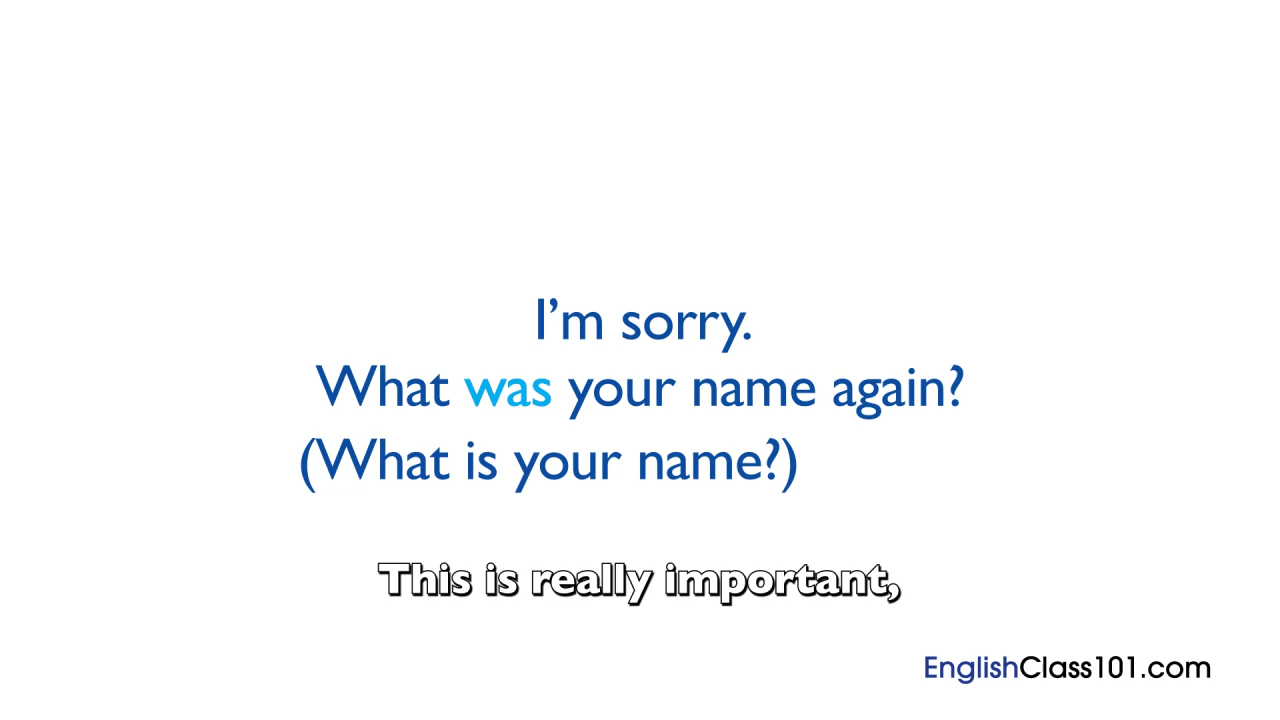 I'm sorry.
What was your name again?
(What is your name?)
This is really important,
EnglishClass101.com